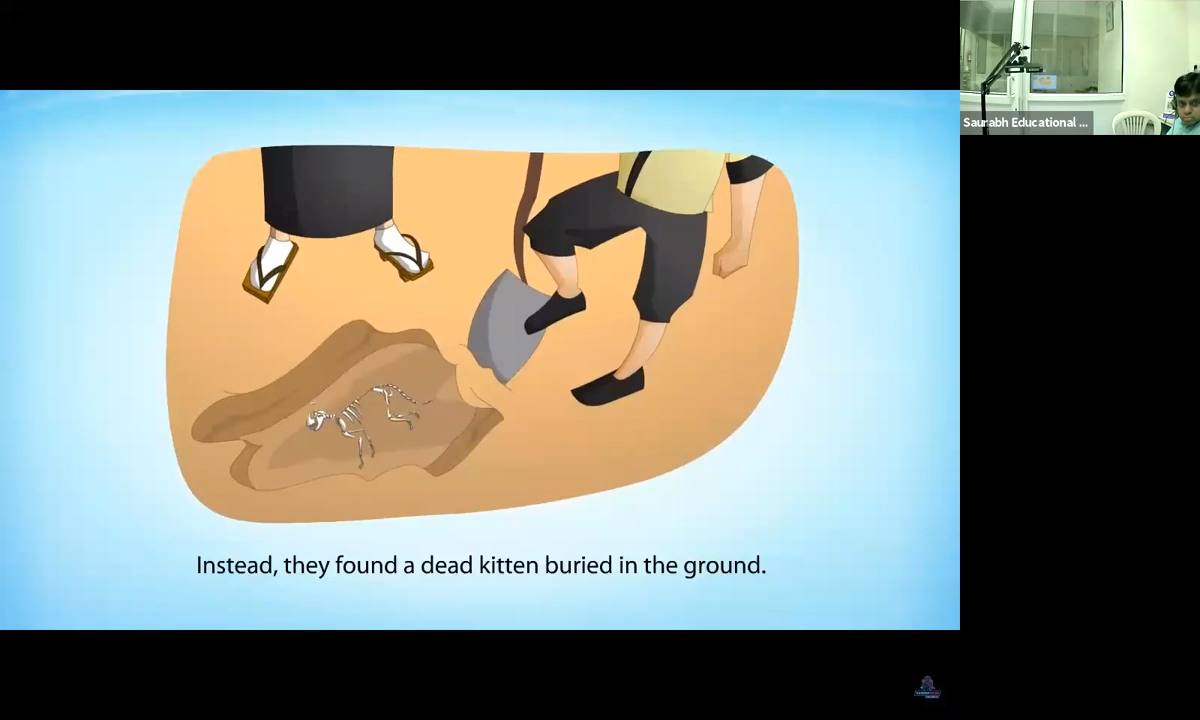 Saurabh Educational ...
Instead, they found a dead kitten buried in the ground.